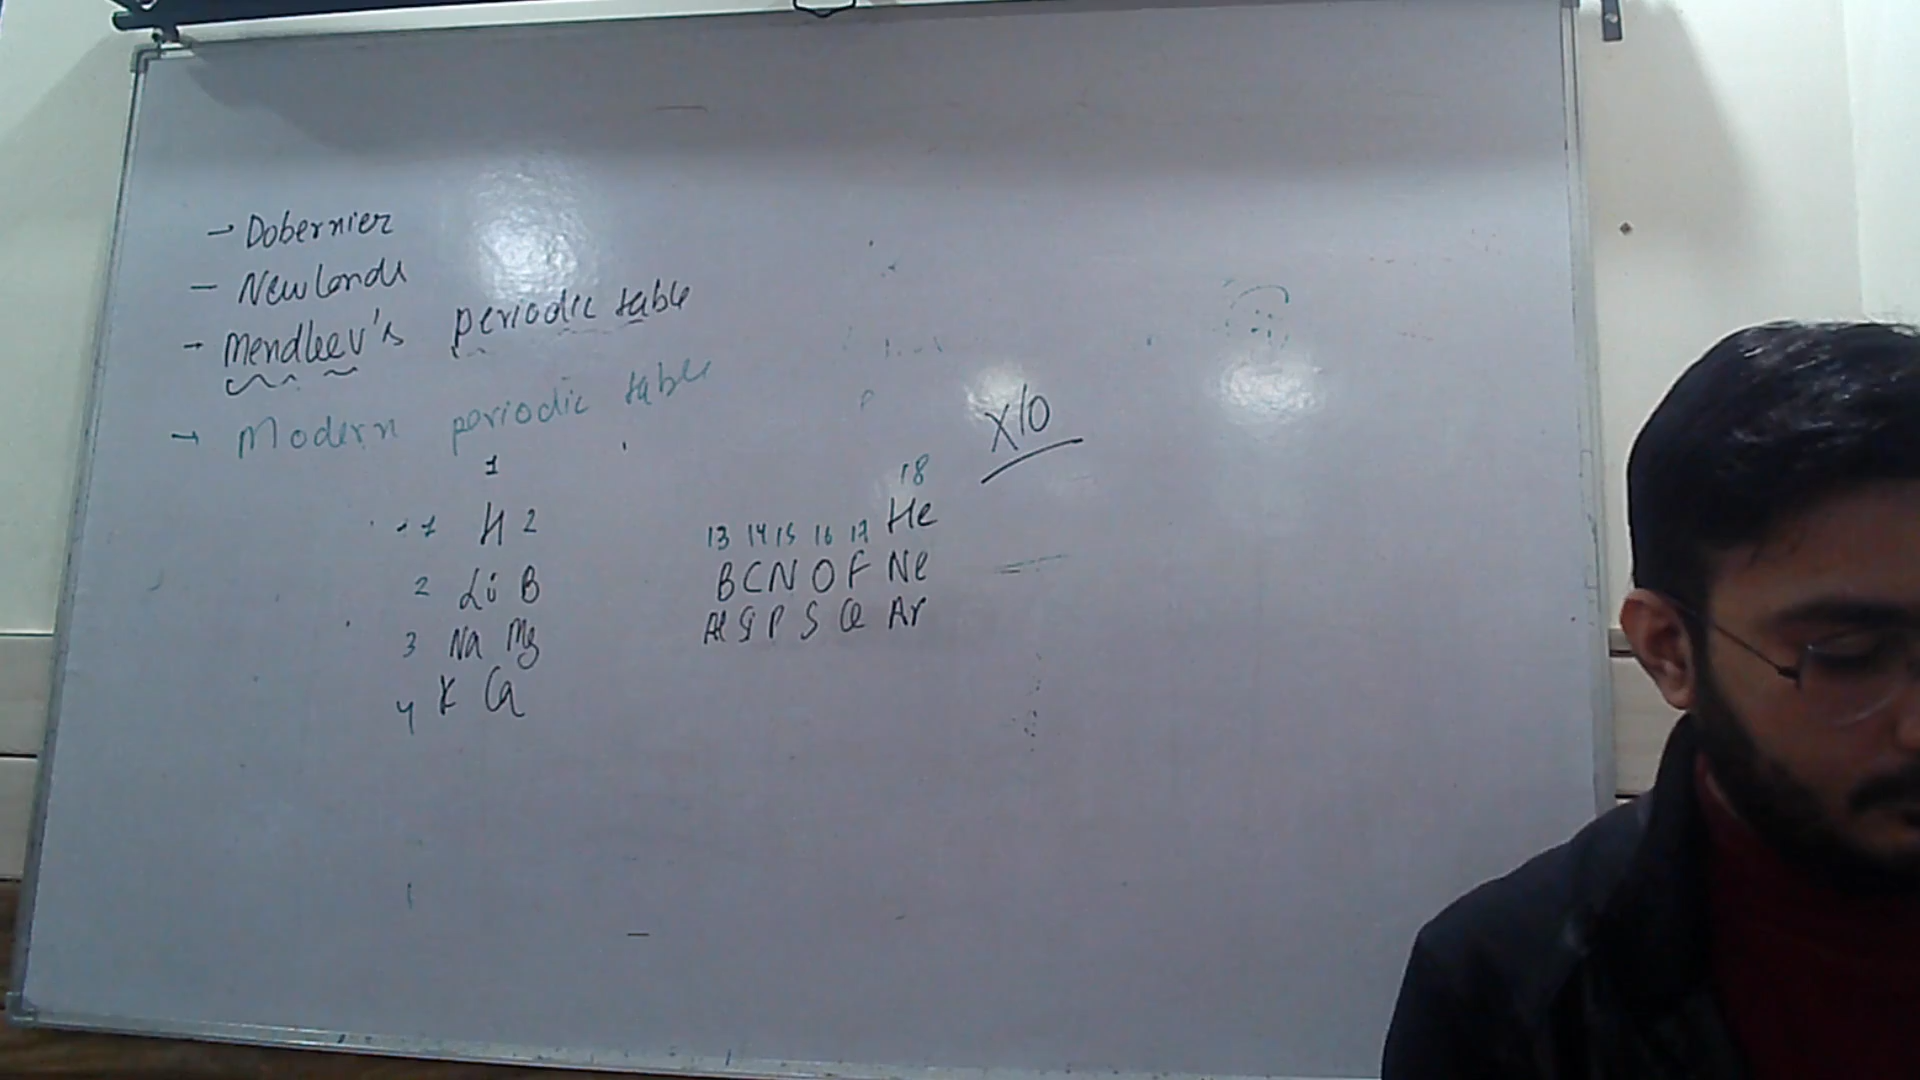 → Dobernier
— Newlands
→ Mendleev's periodic table
→ Modern periodic table
X/O
1 18
1 H 2 13 14 15 16 17 He
2 Li B B C N O F Ne
3 Na Mg Al Si P S Cl Ar
4 K Ca